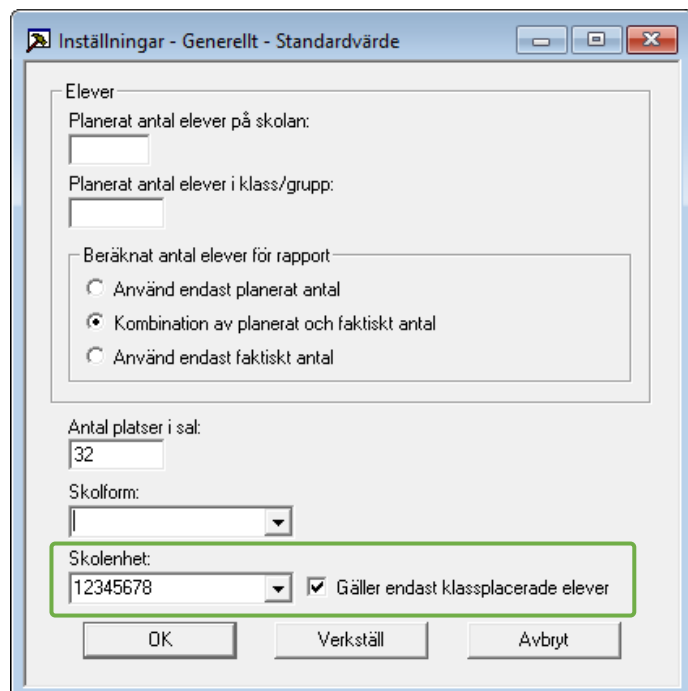 Inställningar - Generellt - Standardvärde
Elever
Planerat antal elever på skolan:
Planerat antal elever i klass/grupp:
Beräknat antal elever för rapport
Använd endast planerat antal
Kombination av planerat och faktiskt antal
Använd endast faktiskt antal
Antal platser i sal:
32
Skolform:
Skolenhet:
12345678 Gäller endast klassplacerade elever
OK Verkställ Avbryt